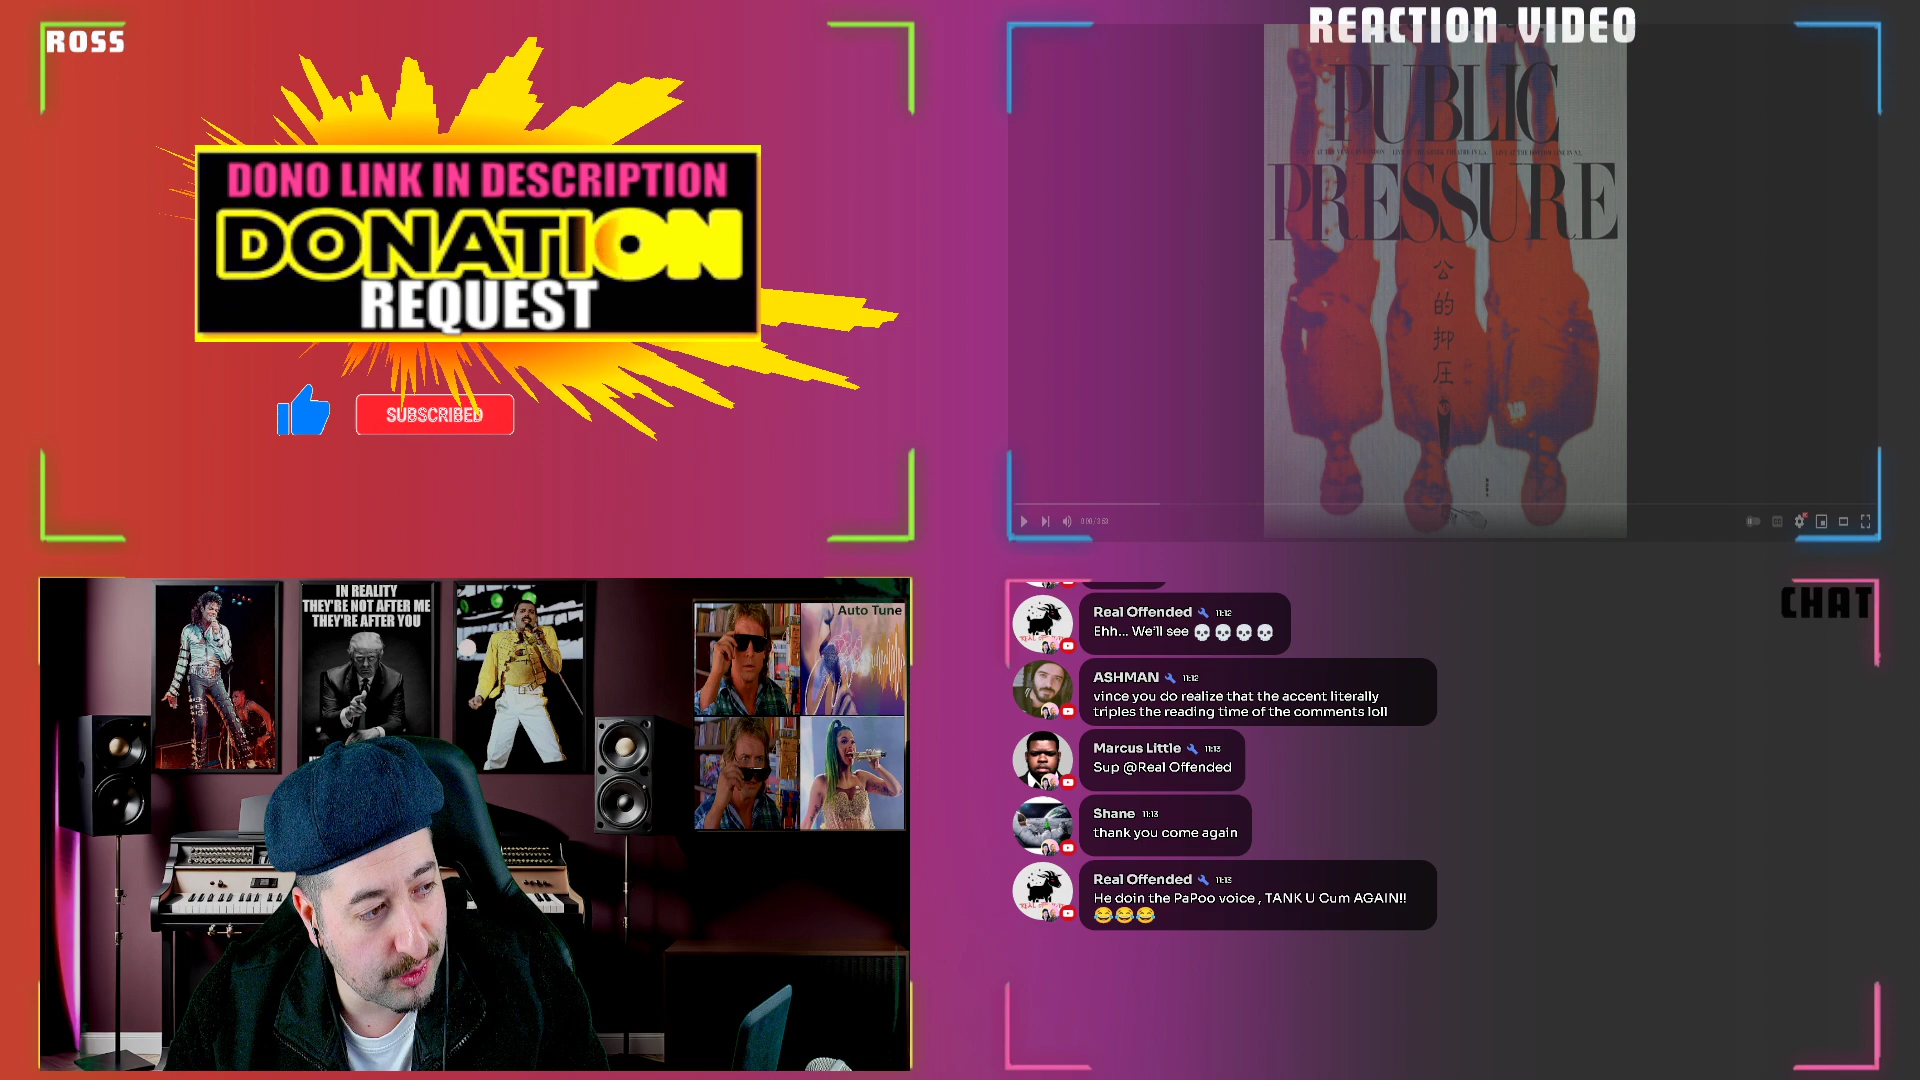 ROSS
DONO LINK IN DESCRIPTION
DONATION
REQUEST
SUBSCRIBED
REACTION VIDEO
PUBLIC
PRESSURE
公
的
抑
圧
IN REALITY
THEY'RE NOT AFTER ME
THEY'RE AFTER YOU
Auto Tune
CHAT
Real Offended 11:12
Ehh... We'll see 💀 💀 💀 💀
ASHMAN 11:12
vince you do realize that the accent literally
triples the reading time of the comments loll
Marcus Little 11:13
Sup @Real Offended
Shane 11:13
thank you come again
Real Offended 11:13
He doin the PaPoo voice , TANK U Cum AGAIN!!
😂😂😂